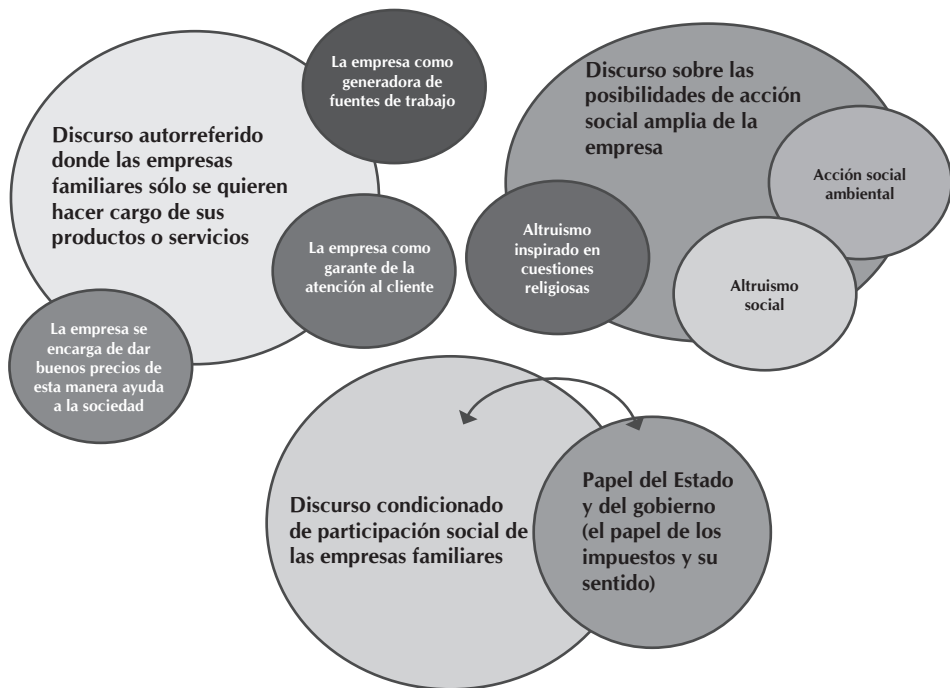 Discurso autorreferido
donde las empresas
familiares sólo se quieren
hacer cargo de sus
productos o servicios
La empresa como
generadora de
fuentes de trabajo
La empresa como
garante de la
atención al cliente
La empresa se
encarga de dar
buenos precios de
esta manera ayuda
a la sociedad
Discurso sobre las
posibilidades de acción
social amplia de la
empresa
Acción social
ambiental
Altruismo
inspirado en
cuestiones
religiosas
Altruismo
social
Discurso condicionado
de participación social de
las empresas familiares
Papel del Estado
y del gobierno
(el papel de los
impuestos y su
sentido)